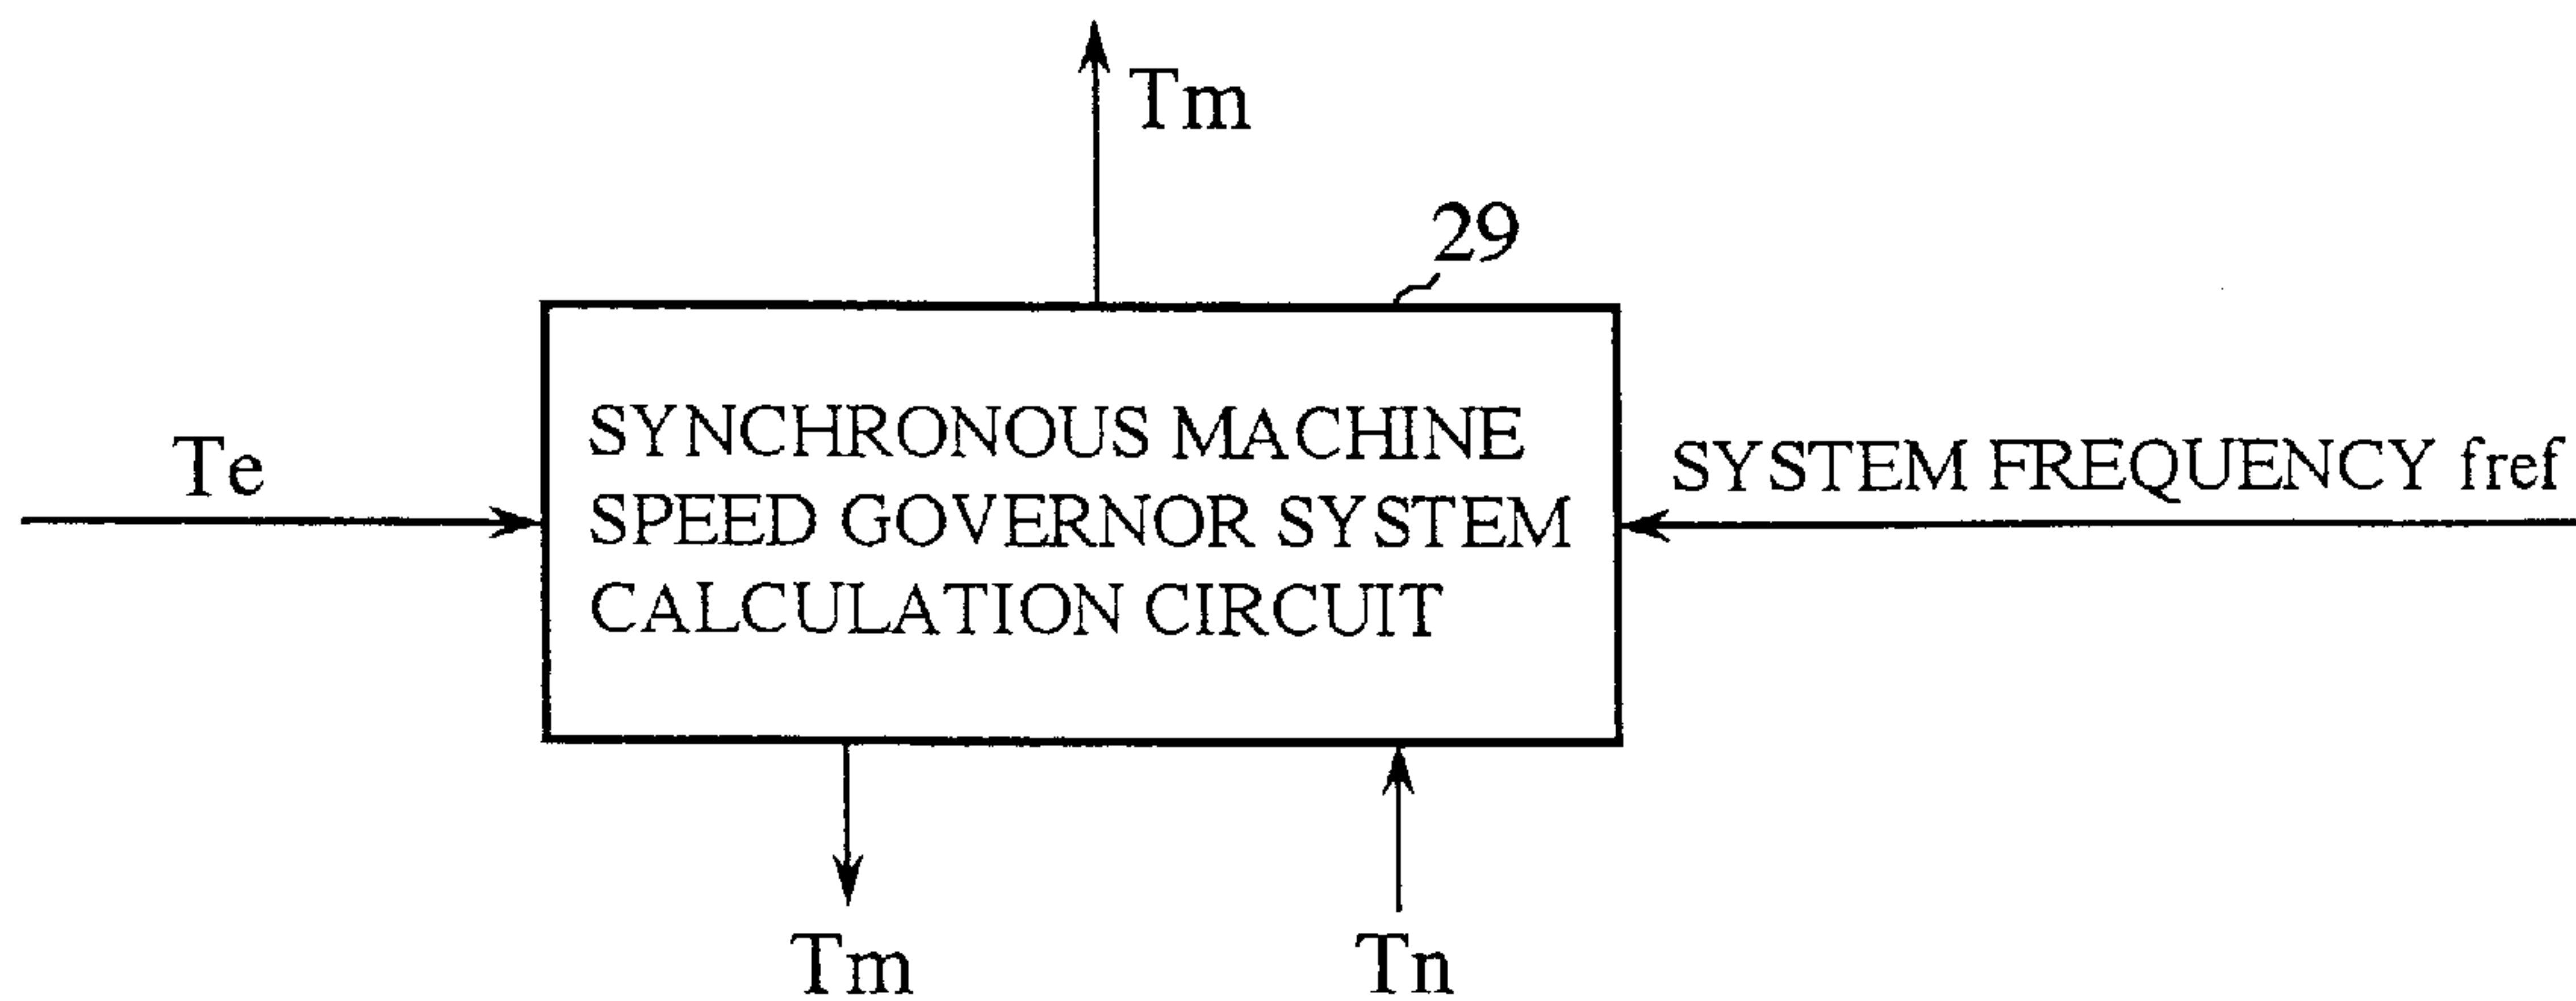 Tm
29
SYNCHRONOUS MACHINE
SPEED GOVERNOR SYSTEM
CALCULATION CIRCUIT
Te
SYSTEM FREQUENCY fref
Tm
Tn